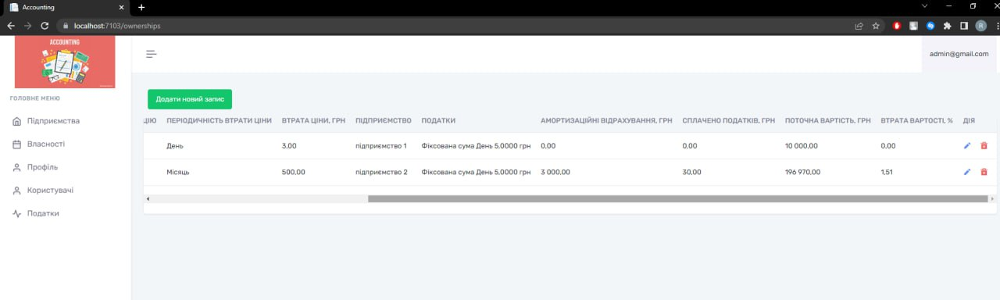 Accounting
localhost:7103/ownerships
R
ACCOUNTING
admin@gmail.com
ГОЛОВНЕ МЕНЮ
Підприємства
Власності
Профіль
Користувачі
Податки
Додати новий запис
ЦІЮ ПЕРІОДИЧНІСТЬ ВТРАТИ ЦІНИ ВТРАТА ЦІНИ, ГРН ПІДПРИЄМСТВО ПОДАТКИ АМОРТИЗАЦІЙНІ ВІДРАХУВАННЯ, ГРН СПЛАЧЕНО ПОДАТКІВ, ГРН ПОТОЧНА ВАРТІСТЬ, ГРН ВТРАТА ВАРТОСТІ, % ДІЯ
День 3,00 підприємство 1 Фіксована сума День 5,0000 грн 0,00 0,00 10 000,00 0,00
Місяць 500,00 підприємство 2 Фіксована сума День 5,0000 грн 3 000,00 30,00 196 970,00 1,51